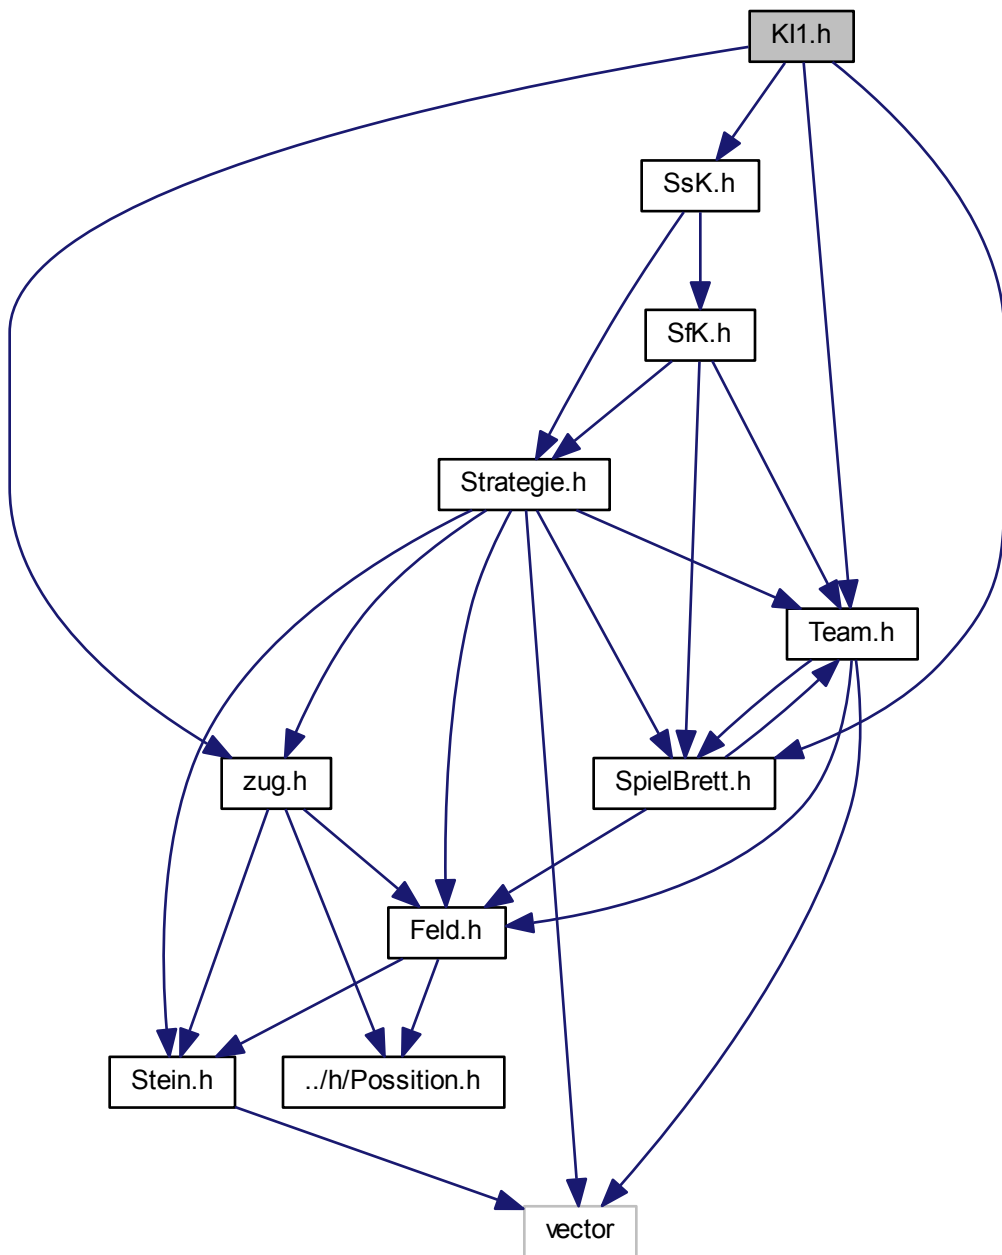 KI1.h
SsK.h
SfK.h
Strategie.h
Team.h
zug.h
SpielBrett.h
Feld.h
Stein.h
../h/Possition.h
vector